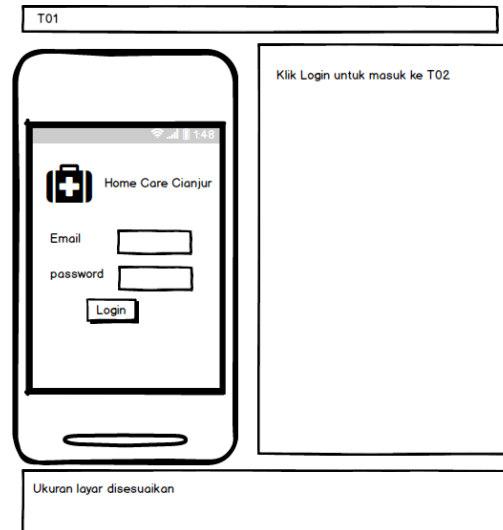 T01
Klik Login untuk masuk ke T02
1:48
Home Care Cianjur
Email
password
Login
Ukuran layar disesuaikan